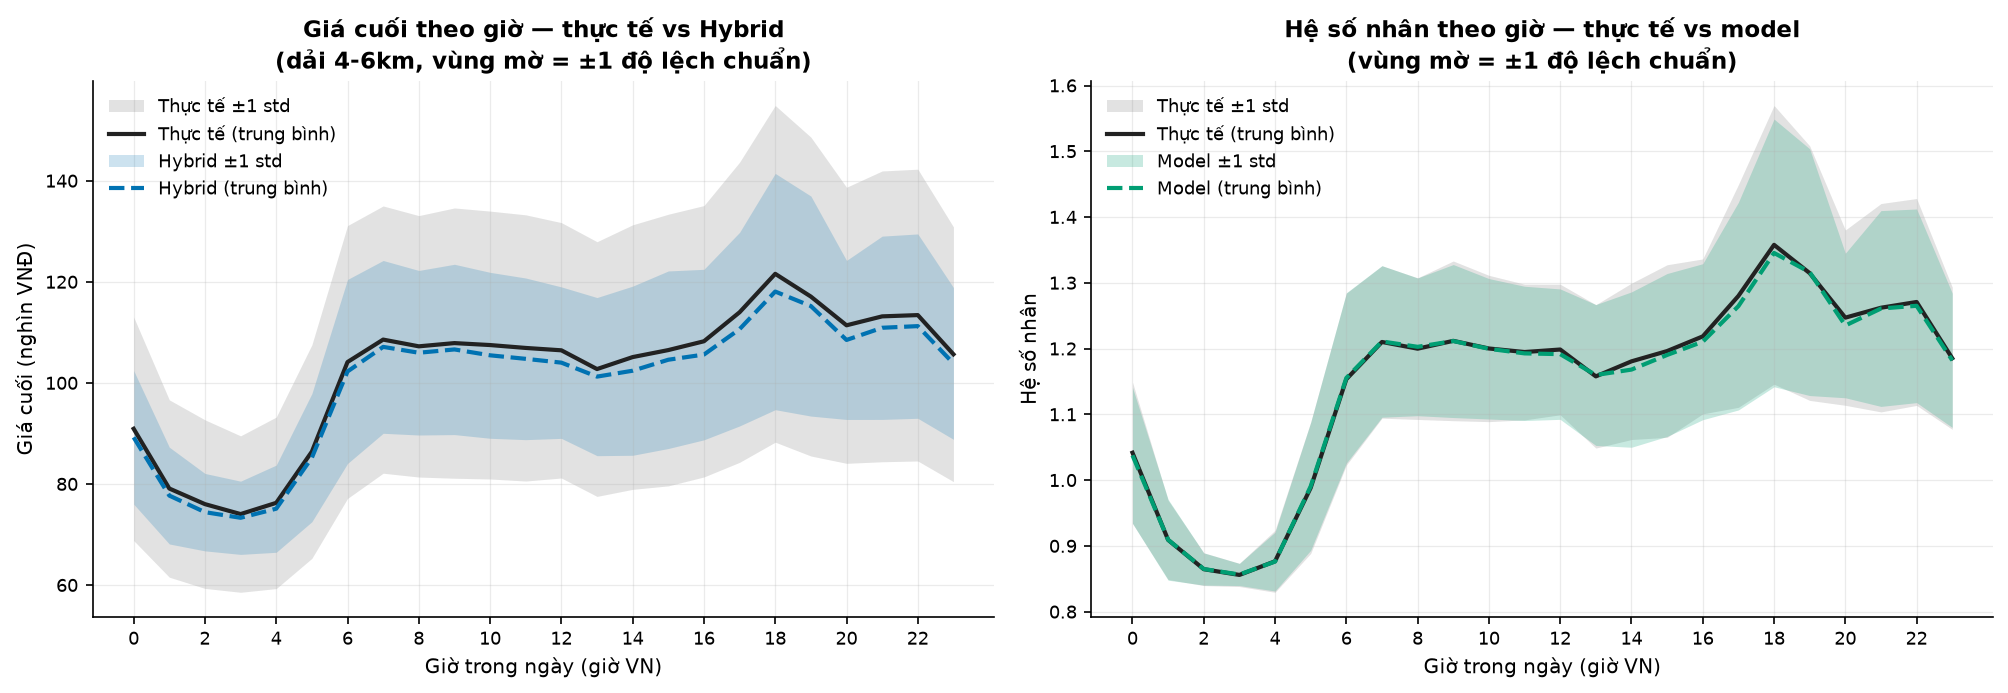 Giá cuối theo giờ — thực tế vs Hybrid
(dải 4-6km, vùng mờ = ±1 độ lệch chuẩn)
Thực tế ±1 std
Thực tế (trung bình)
Hybrid ±1 std
Hybrid (trung bình)
Giá cuối (nghìn VNĐ)
140
120
100
80
60
0 2 4 6 8 10 12 14 16 18 20 22
Giờ trong ngày (giờ VN)
Hệ số nhân theo giờ — thực tế vs model
(vùng mờ = ±1 độ lệch chuẩn)
Thực tế ±1 std
Thực tế (trung bình)
Model ±1 std
Model (trung bình)
Hệ số nhân
1.6
1.5
1.4
1.3
1.2
1.1
1.0
0.9
0.8
0 2 4 6 8 10 12 14 16 18 20 22
Giờ trong ngày (giờ VN)